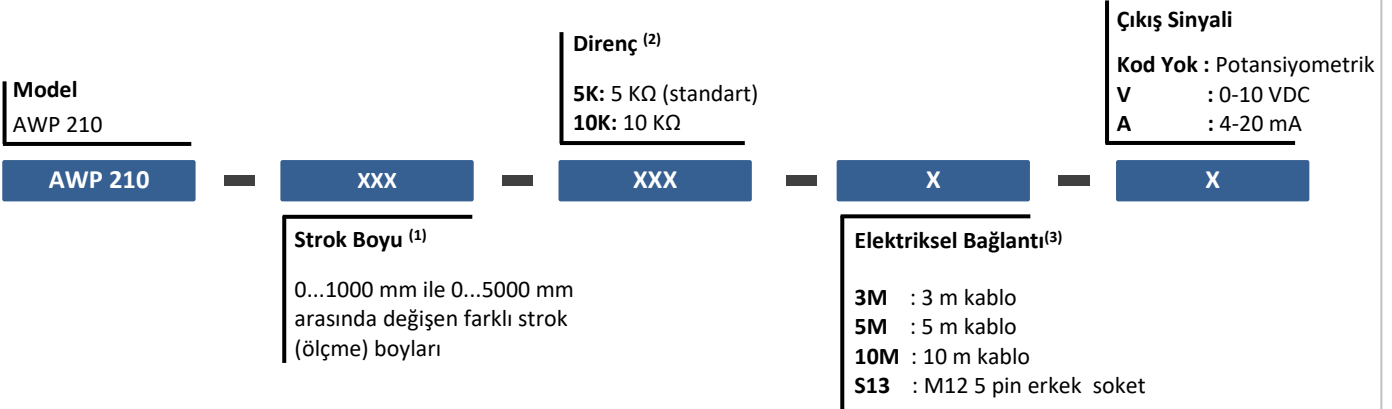 Model
AWP 210
Direnç (2)
5K: 5 KΩ (standart)
10K: 10 KΩ
Çıkış Sinyali
Kod Yok : Potansiyometrik
V : 0-10 VDC
A : 4-20 mA
AWP 210 – XXX – XXX – X – X
Strok Boyu (1)
0...1000 mm ile 0...5000 mm
arasında değişen farklı strok
(ölçme) boyları
Elektriksel Bağlantı(3)
3M : 3 m kablo
5M : 5 m kablo
10M : 10 m kablo
S13 : M12 5 pin erkek soket